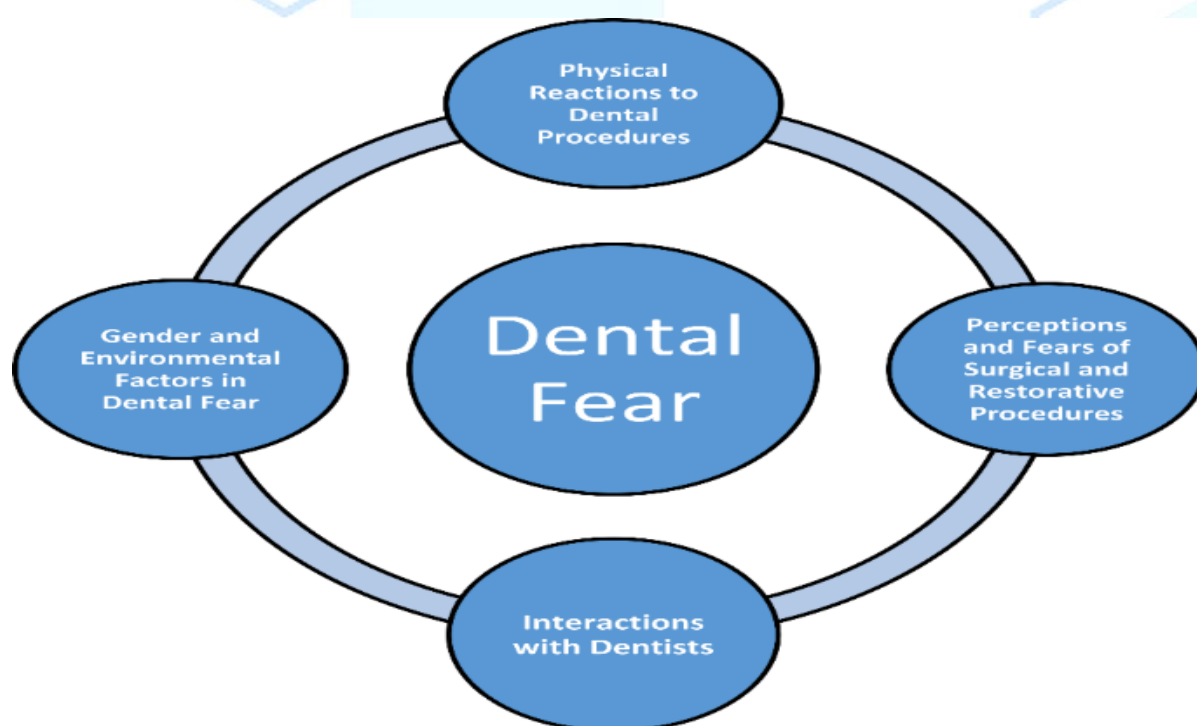 Physical
Reactions to
Dental
Procedures
Gender and
Environmental
Factors in
Dental Fear
Dental
Fear
Perceptions
and Fears of
Surgical and
Restorative
Procedures
Interactions
with Dentists